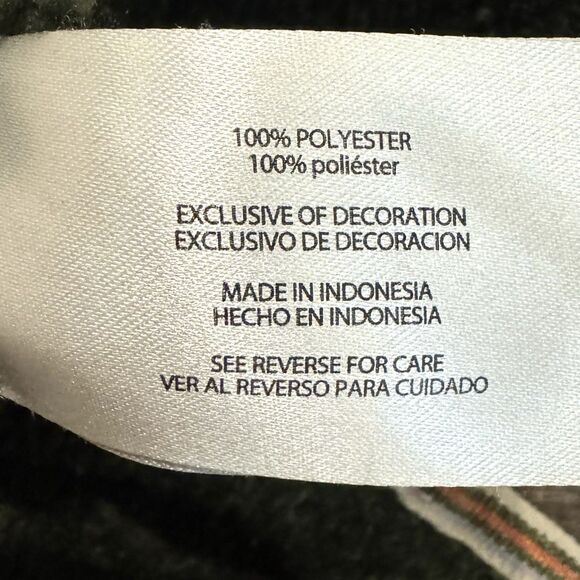 100% POLYESTER
100% poliéster
EXCLUSIVE OF DECORATION
EXCLUSIVO DE DECORACION
MADE IN INDONESIA
HECHO EN INDONESIA
SEE REVERSE FOR CARE
VER AL REVERSO PARA CUIDADO